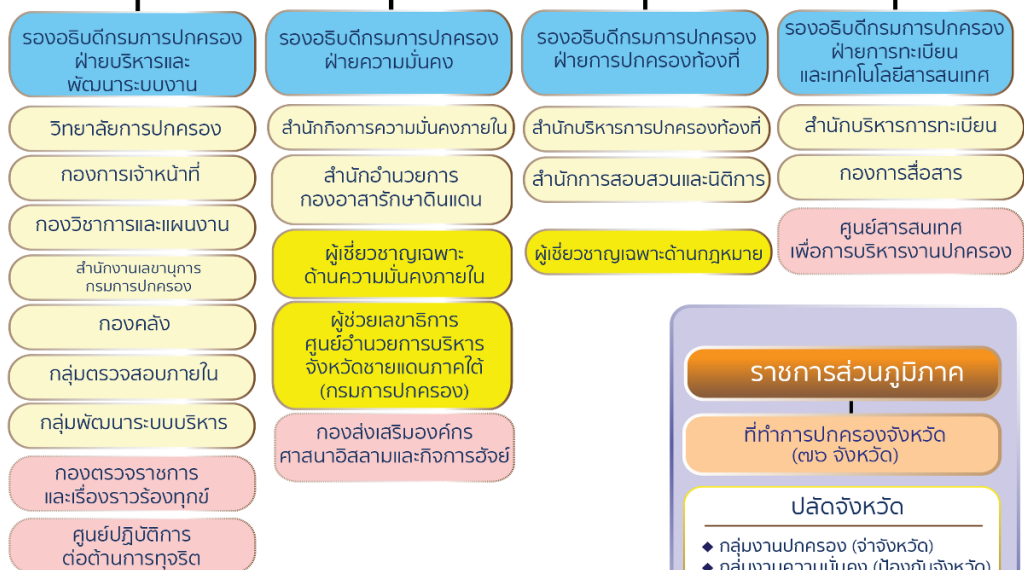 รองอธิบดีกรมการปกครอง
ฝ่ายบริหารและ
พัฒนาระบบงาน
วิทยาลัยการปกครอง
กองการเจ้าหน้าที่
กองวิชาการและแผนงาน
สำนักงานเลขานุการ
กรมการปกครอง
กองคลัง
กลุ่มตรวจสอบภายใน
กลุ่มพัฒนาระบบบริหาร
กองตรวจราชการ
และเรื่องราวร้องทุกข์
ศูนย์ปฏิบัติการ
ต่อต้านการทุจริต
รองอธิบดีกรมการปกครอง
ฝ่ายความมั่นคง
สำนักกิจการความมั่นคงภายใน
สำนักอำนวยการ
กองอาสารักษาดินแดน
ผู้เชี่ยวชาญเฉพาะ
ด้านความมั่นคงภายใน
ผู้ช่วยเลขาธิการ
ศูนย์อำนวยการบริหาร
จังหวัดชายแดนภาคใต้
(กรมการปกครอง)
กองส่งเสริมองค์กร
ศาสนาอิสลามและกิจการฮัจย์
รองอธิบดีกรมการปกครอง
ฝ่ายการปกครองท้องที่
สำนักบริหารการปกครองท้องที่
สำนักการสอบสวนและนิติการ
ผู้เชี่ยวชาญเฉพาะด้านกฎหมาย
รองอธิบดีกรมการปกครอง
ฝ่ายการทะเบียน
และเทคโนโลยีสารสนเทศ
สำนักบริหารการทะเบียน
กองการสื่อสาร
ศูนย์สารสนเทศ
เพื่อการบริหารงานปกครอง
ราชการส่วนภูมิภาค
ที่ทำการปกครองจังหวัด
(๗๖ จังหวัด)
ปลัดจังหวัด
◆ กลุ่มงานปกครอง (จ่าจังหวัด)
◆ กลุ่มงานความมั่นคง (ป้องกันจังหวัด)